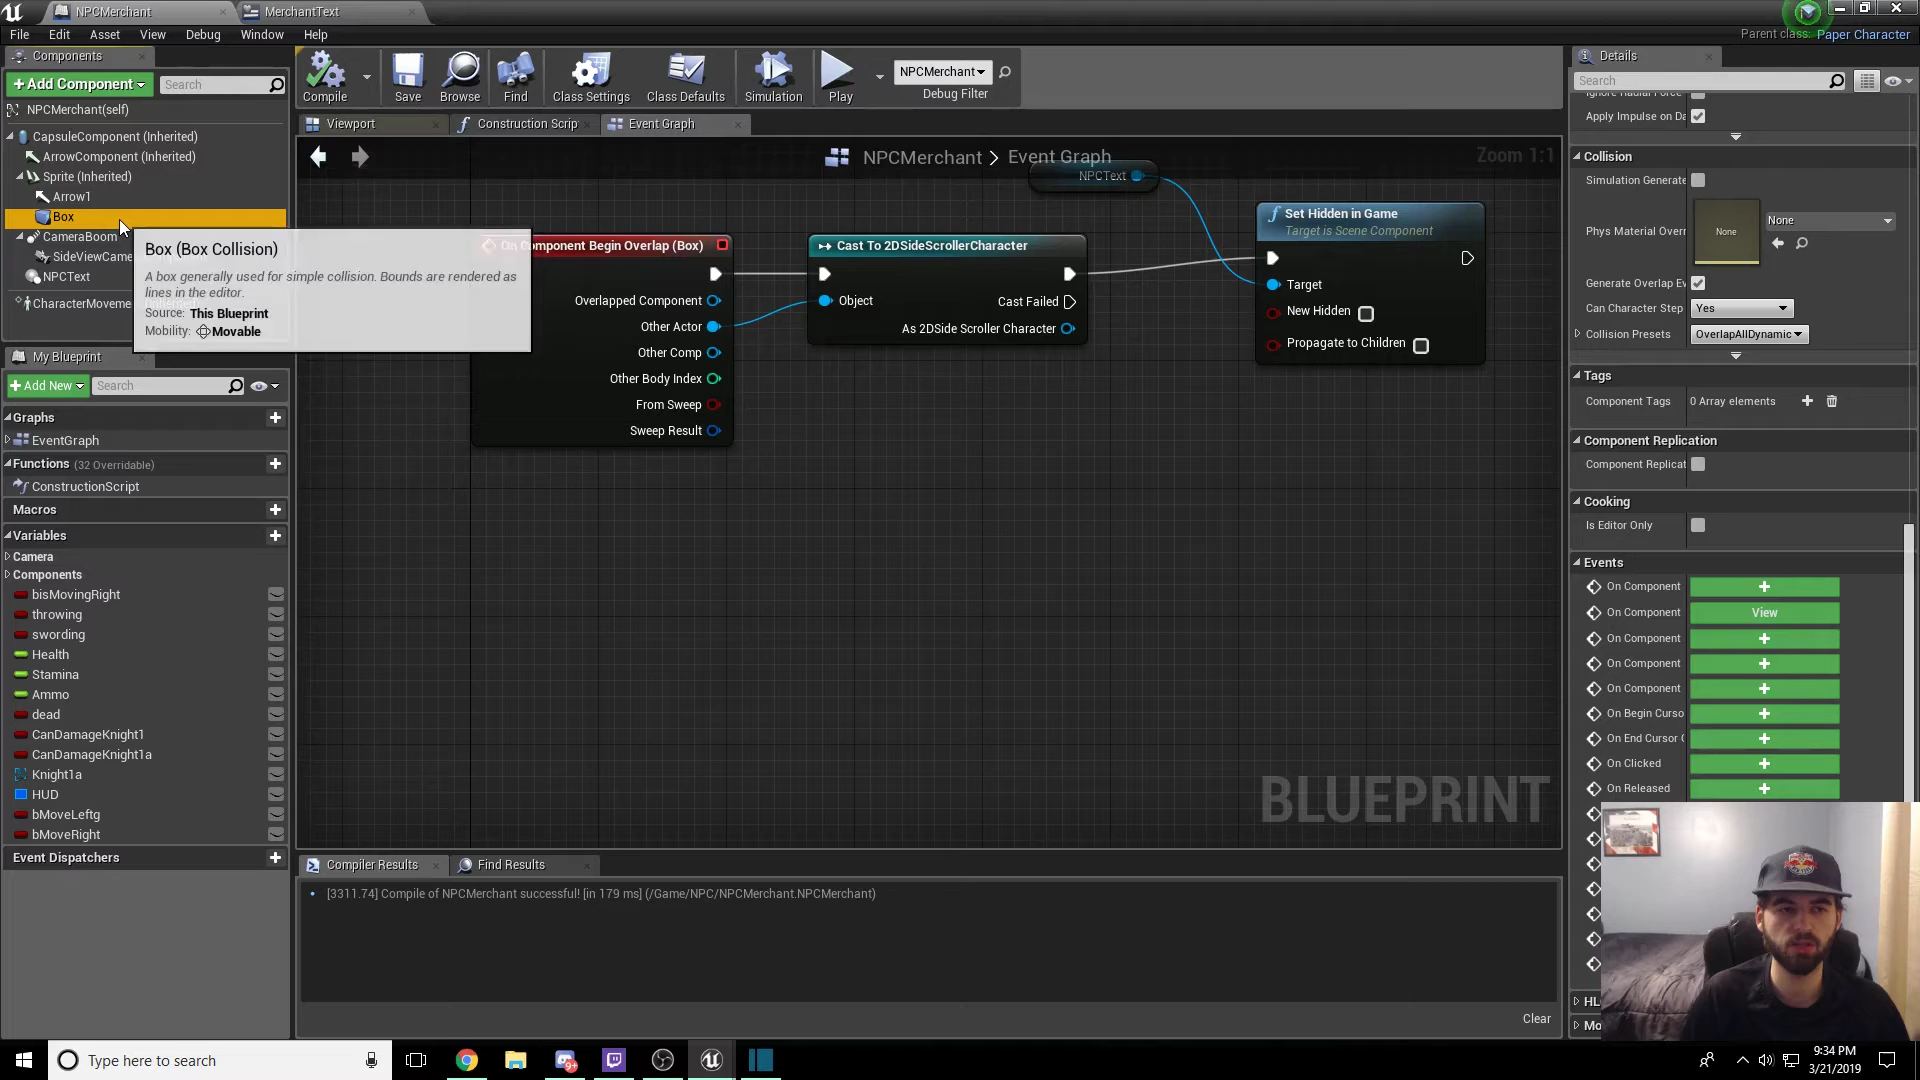 NPCMerchant
MerchantText
File
Edit
Asset
View
Debug
Window
Help
Parent class: Paper Character
Components
+Add Component
Search
NPCMerchant(self)
CapsuleComponent (Inherited)
ArrowComponent (Inherited)
Sprite (Inherited)
Arrow1
Box
CameraBoom
SideViewCame
NPCText
CharacterMoveme
Box (Box Collision)
A box generally used for simple collision. Bounds are rendered as
lines in the editor.
Source: This Blueprint
Mobility: Movable
My Blueprint
+Add New
Search
Graphs
EventGraph
Functions (32 Overridable)
ConstructionScript
Macros
Variables
Camera
Components
bisMovingRight
throwing
swording
Health
Stamina
Ammo
dead
CanDamageKnight1
CanDamageKnight1a
Knight1a
HUD
bMoveLeftg
bMoveRight
Event Dispatchers
Compile
Save
Browse
Find
Class Settings
Class Defaults
Simulation
Play
NPCMerchant
Debug Filter
Viewport
Construction Scrip
Event Graph
NPCMerchant > Event Graph
Zoom 1:1
NPCText
On Component Begin Overlap (Box)
Overlapped Component
Other Actor
Other Comp
Other Body Index
From Sweep
Sweep Result
Cast To 2DSideScrollerCharacter
Object
Cast Failed
As 2DSide Scroller Character
Set Hidden in Game
Target is Scene Component
Target
New Hidden
Propagate to Children
BLUEPRINT
Compiler Results
Find Results
[3311.74] Compile of NPCMerchant successful! [in 179 ms] (/Game/NPC/NPCMerchant.NPCMerchant)
Clear
Details
Search
Ignore Radial Force
Apply Impulse on Da
Collision
Simulation Generate
Phys Material Overr
None
None
Generate Overlap Ev
Can Character Step
Yes
Collision Presets
OverlapAllDynamic
Tags
Component Tags
0 Array elements
Component Replication
Component Replicat
Cooking
Is Editor Only
Events
On Component
On Component
View
On Component
On Component
On Component
On Begin Curso
On End Cursor
On Clicked
On Released
HL
Mo
Type here to search
9:34 PM
3/21/2019